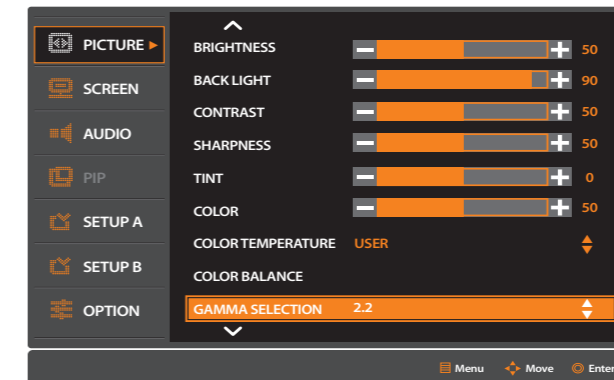 PICTURE
SCREEN
AUDIO
PIP
SETUP A
SETUP B
OPTION
BRIGHTNESS 50
BACK LIGHT 90
CONTRAST 50
SHARPNESS 50
TINT 0
COLOR 50
COLOR TEMPERATURE USER
COLOR BALANCE
GAMMA SELECTION 2.2
Menu Move Enter